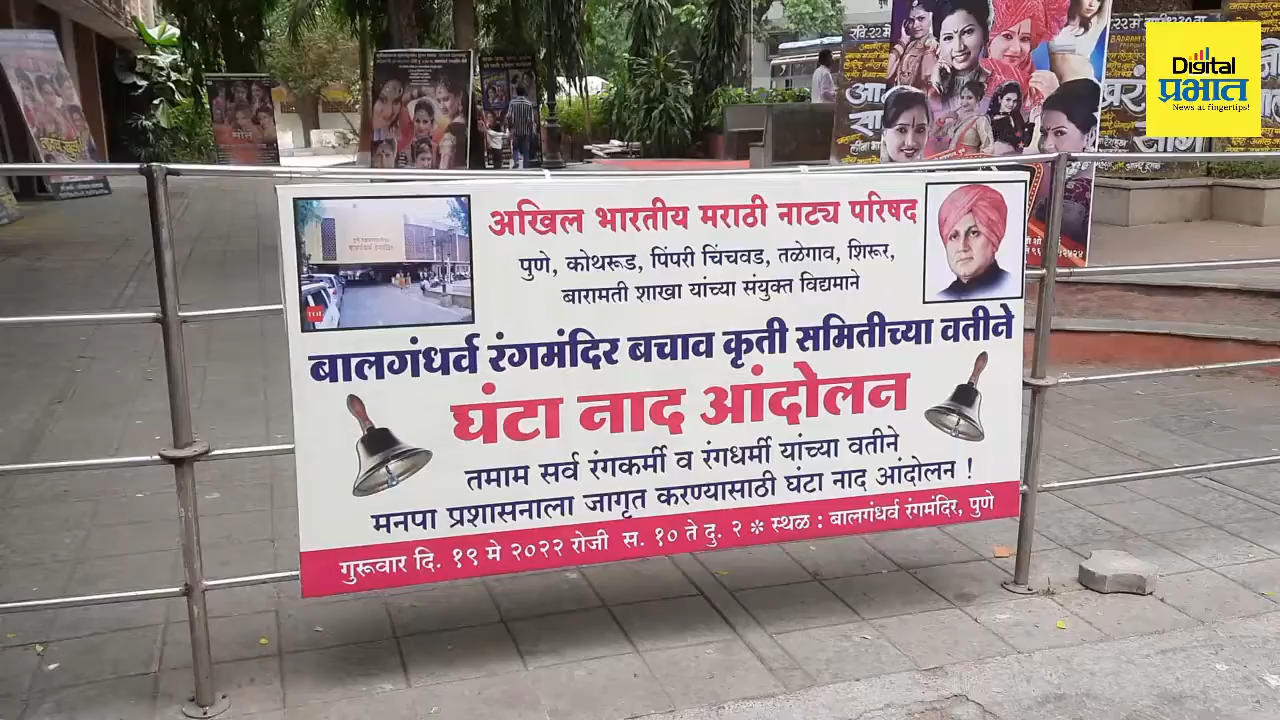 Digital
प्रभात
News at fingertips!
रवि.२२मे
अखिल भारतीय मराठी नाट्य परिषद
पुणे, कोथरूड, पिंपरी चिंचवड, तळेगाव, शिरूर,
बारामती शाखा यांच्या संयुक्त विद्यमाने
बालगंधर्व रंगमंदिर बचाव कृती समितीच्या वतीने
घंटा नाद आंदोलन
तमाम सर्व रंगकर्मी व रंगधर्मी यांच्या वतीने
मनपा प्रशासनाला जागृत करण्यासाठी घंटा नाद आंदोलन !
गुरूवार दि. १९ मे २०२२ रोजी स. १० ते दु. २ * स्थळ : बालगंधर्व रंगमंदिर, पुणे